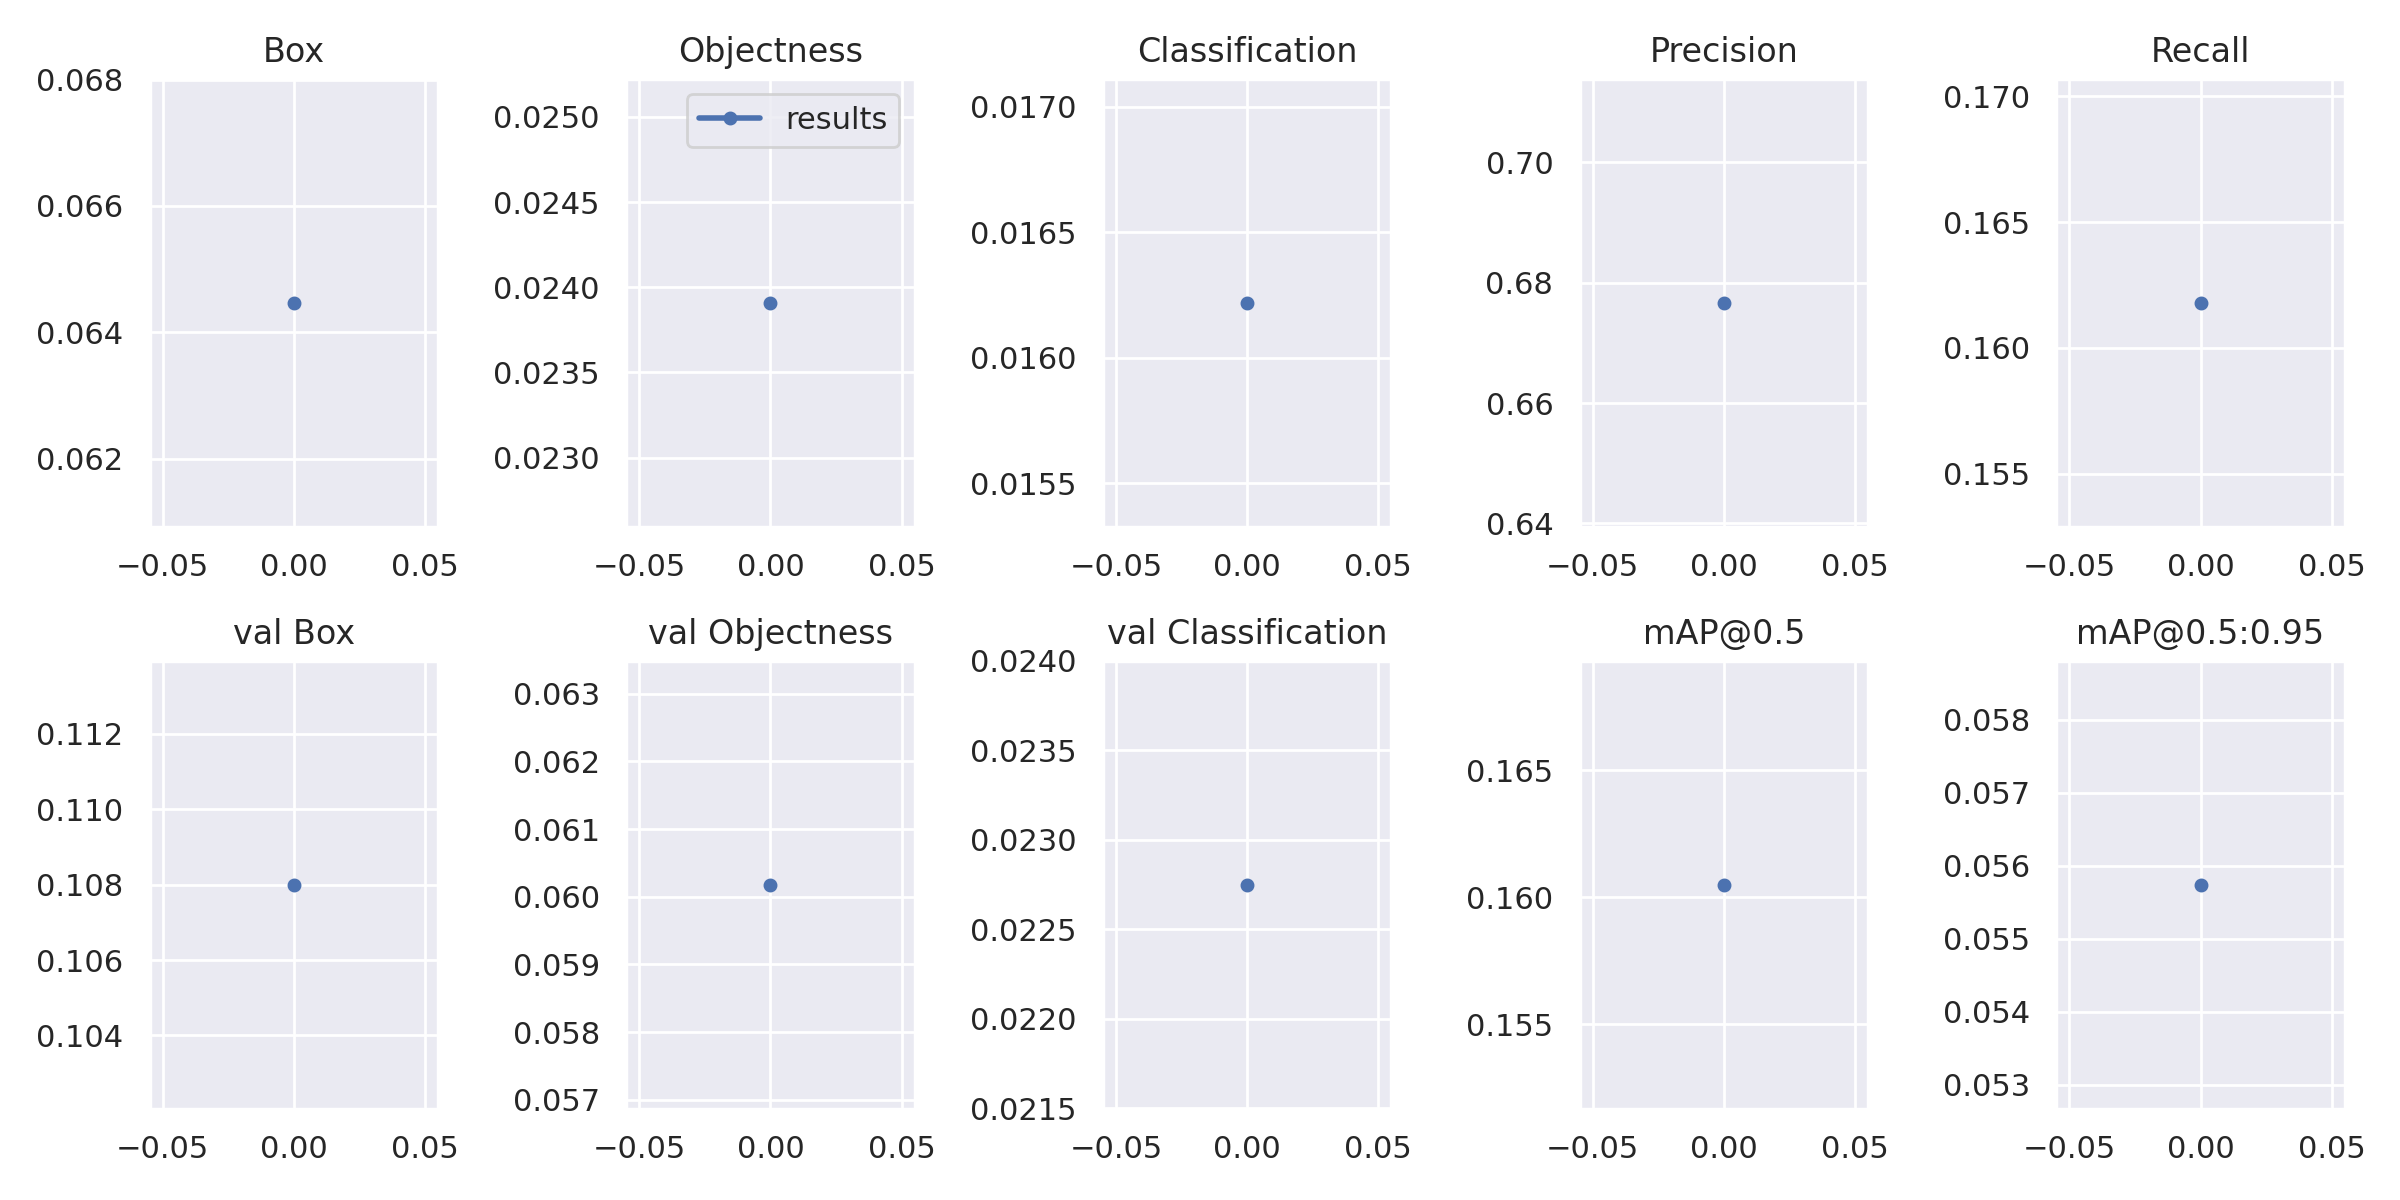 Box
0.068
0.066
0.064
0.062
−0.05 0.00 0.05
Objectness
results
0.0250
0.0245
0.0240
0.0235
0.0230
−0.05 0.00 0.05
Classification
0.0170
0.0165
0.0160
0.0155
−0.05 0.00 0.05
Precision
0.70
0.68
0.66
0.64
−0.05 0.00 0.05
Recall
0.170
0.165
0.160
0.155
−0.05 0.00 0.05
val Box
0.112
0.110
0.108
0.106
0.104
−0.05 0.00 0.05
val Objectness
0.063
0.062
0.061
0.060
0.059
0.058
0.057
−0.05 0.00 0.05
val Classification
0.0240
0.0235
0.0230
0.0225
0.0220
0.0215
−0.05 0.00 0.05
mAP@0.5
0.165
0.160
0.155
−0.05 0.00 0.05
mAP@0.5:0.95
0.058
0.057
0.056
0.055
0.054
0.053
−0.05 0.00 0.05